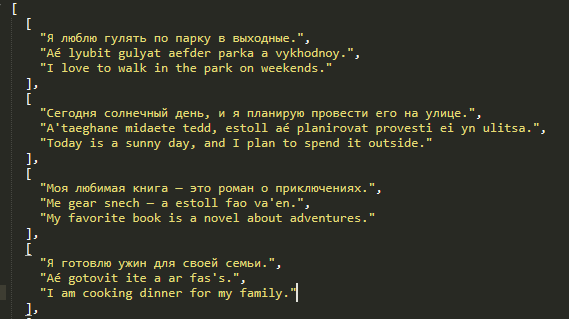 [
[
"Я люблю гулять по парку в выходные.",
"Aé lyubit gulyat aefder parka a vykhodnoy.",
"I love to walk in the park on weekends."
],
[
"Сегодня солнечный день, и я планирую провести его на улице.",
"A'taeghane midaete tedd, estoll aé planirovat provesti ei yn ulitsa.",
"Today is a sunny day, and I plan to spend it outside."
],
[
"Моя любимая книга — это роман о приключениях.",
"Me gear snech — a estoll fao va'en.",
"My favorite book is a novel about adventures."
],
[
"Я готовлю ужин для своей семьи.",
"Aé gotovit ite a ar fas's.",
"I am cooking dinner for my family."
],